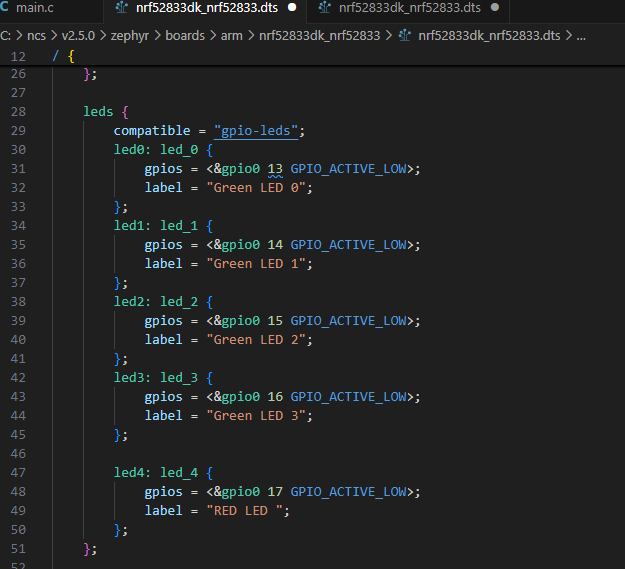 main.c nrf52833dk_nrf52833.dts nrf52833dk_nrf52833.dts
C: > ncs > v2.5.0 > zephyr > boards > arm > nrf52833dk_nrf52833 > nrf52833dk_nrf52833.dts > ...
12 / {
26 };
27
28 leds {
29 compatible = "gpio-leds";
30 led0: led_0 {
31 gpios = <&gpio0 13 GPIO_ACTIVE_LOW>;
32 label = "Green LED 0";
33 };
34 led1: led_1 {
35 gpios = <&gpio0 14 GPIO_ACTIVE_LOW>;
36 label = "Green LED 1";
37 };
38 led2: led_2 {
39 gpios = <&gpio0 15 GPIO_ACTIVE_LOW>;
40 label = "Green LED 2";
41 };
42 led3: led_3 {
43 gpios = <&gpio0 16 GPIO_ACTIVE_LOW>;
44 label = "Green LED 3";
45 };
46
47 led4: led_4 {
48 gpios = <&gpio0 17 GPIO_ACTIVE_LOW>;
49 label = "RED LED ";
50 };
51 };
52